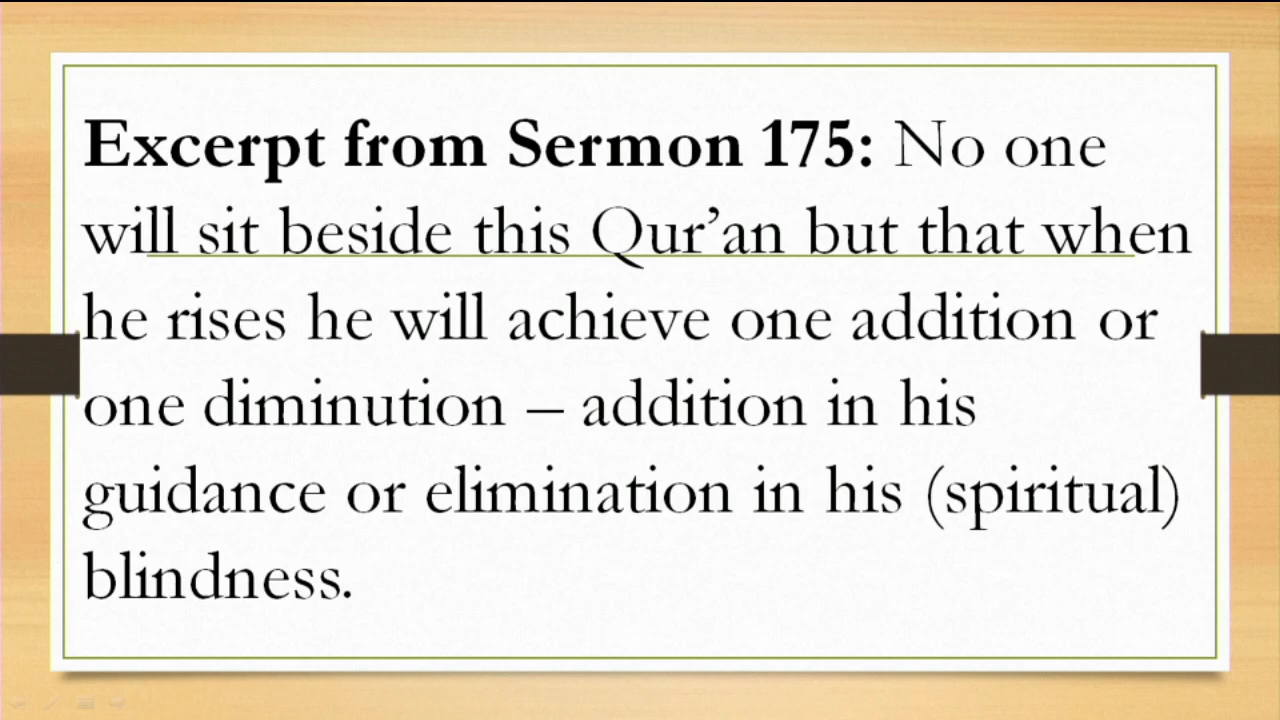 Excerpt from Sermon 175: No one
will sit beside this Qur’an but that when
he rises he will achieve one addition or
one diminution – addition in his
guidance or elimination in his (spiritual)
blindness.